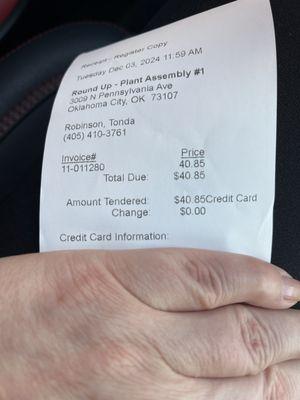 Receipt - Register Copy
Tuesday Dec 03, 2024 11:59 AM
Round Up - Plant Assembly #1
3009 N Pennsylvania Ave
Oklahoma City, OK 73107
Robinson, Tonda
(405) 410-3761
Invoice# Price
11-011280 40.85
Total Due: $40.85
Amount Tendered: $40.85Credit Card
Change: $0.00
Credit Card Information: